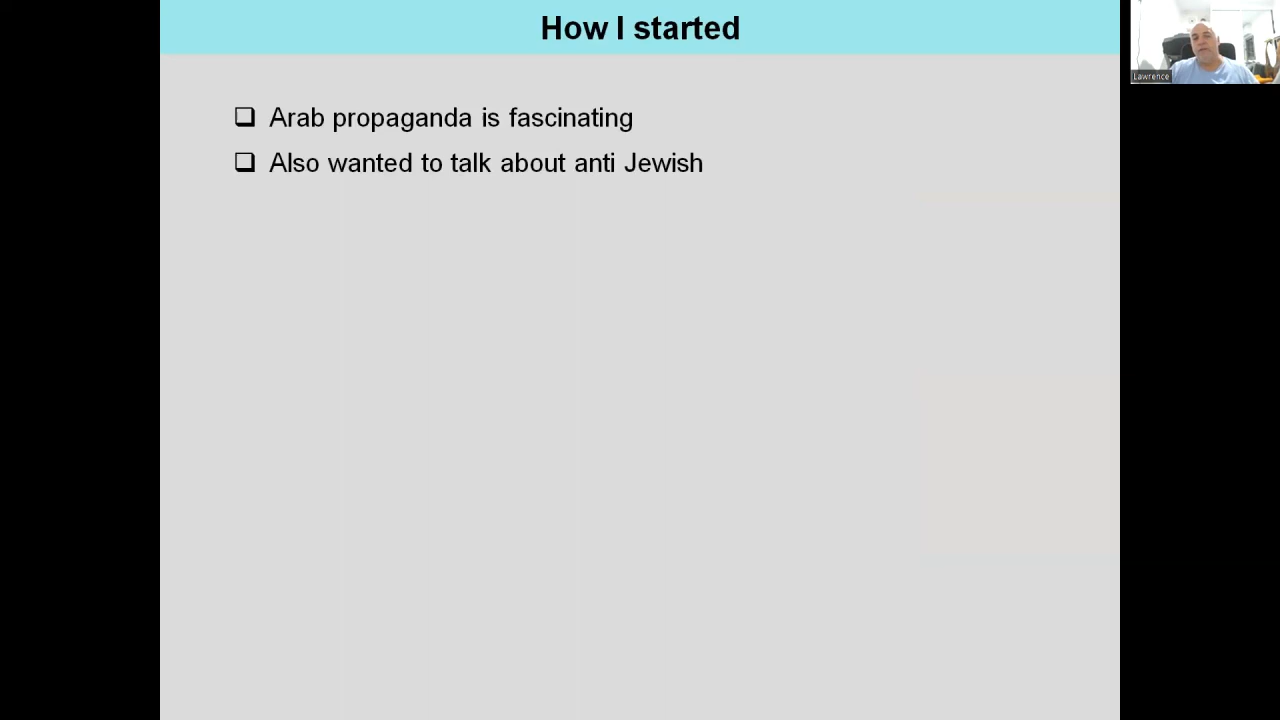 How I started
Lawrence
Arab propaganda is fascinating
Also wanted to talk about anti Jewish